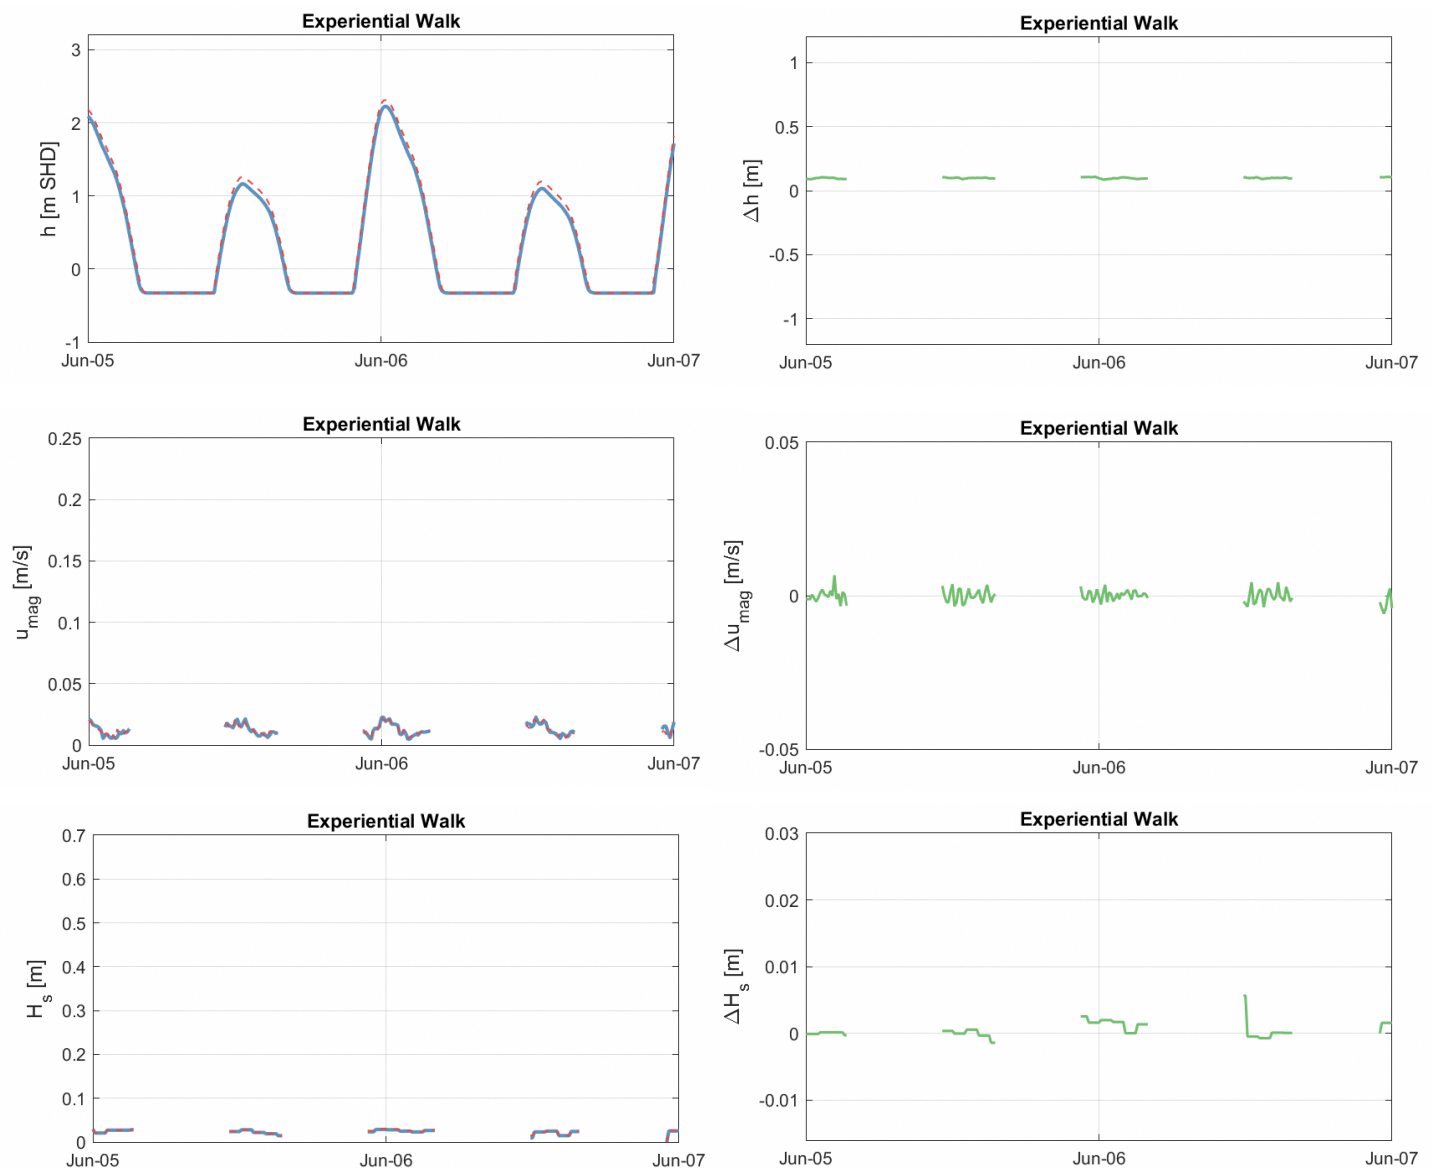 Experiential Walk
h [m SHD]
3
2
1
0
-1
Jun-05 Jun-06 Jun-07
Experiential Walk
Δh [m]
1
0.5
0
-0.5
-1
Jun-05 Jun-06 Jun-07
Experiential Walk
u_mag [m/s]
0.25
0.2
0.15
0.1
0.05
0
Jun-05 Jun-06 Jun-07
Experiential Walk
Δu_mag [m/s]
0.05
0
-0.05
Jun-05 Jun-06 Jun-07
Experiential Walk
H_s [m]
0.7
0.6
0.5
0.4
0.3
0.2
0.1
0
Jun-05 Jun-06 Jun-07
Experiential Walk
ΔH_s [m]
0.03
0.02
0.01
0
-0.01
Jun-05 Jun-06 Jun-07